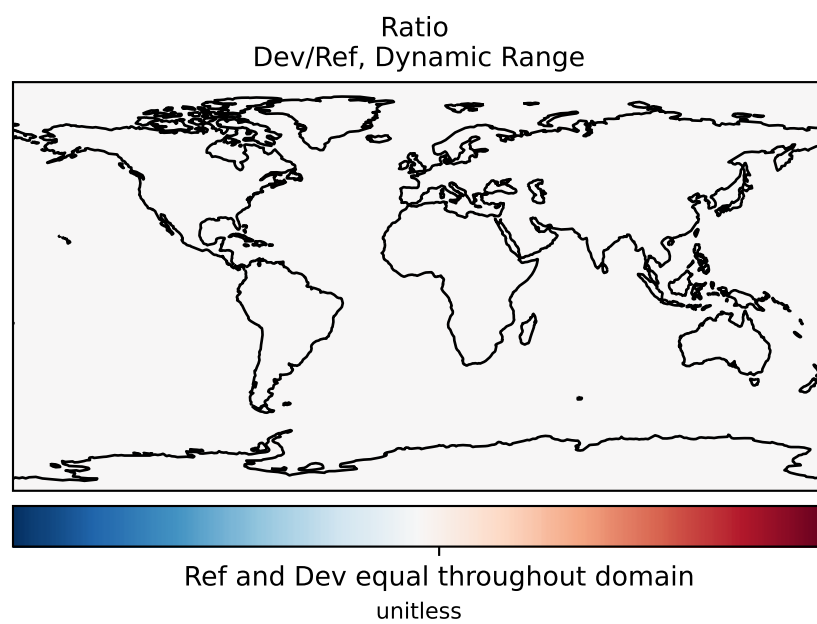 Ratio
Dev/Ref, Dynamic Range
Ref and Dev equal throughout domain
unitless